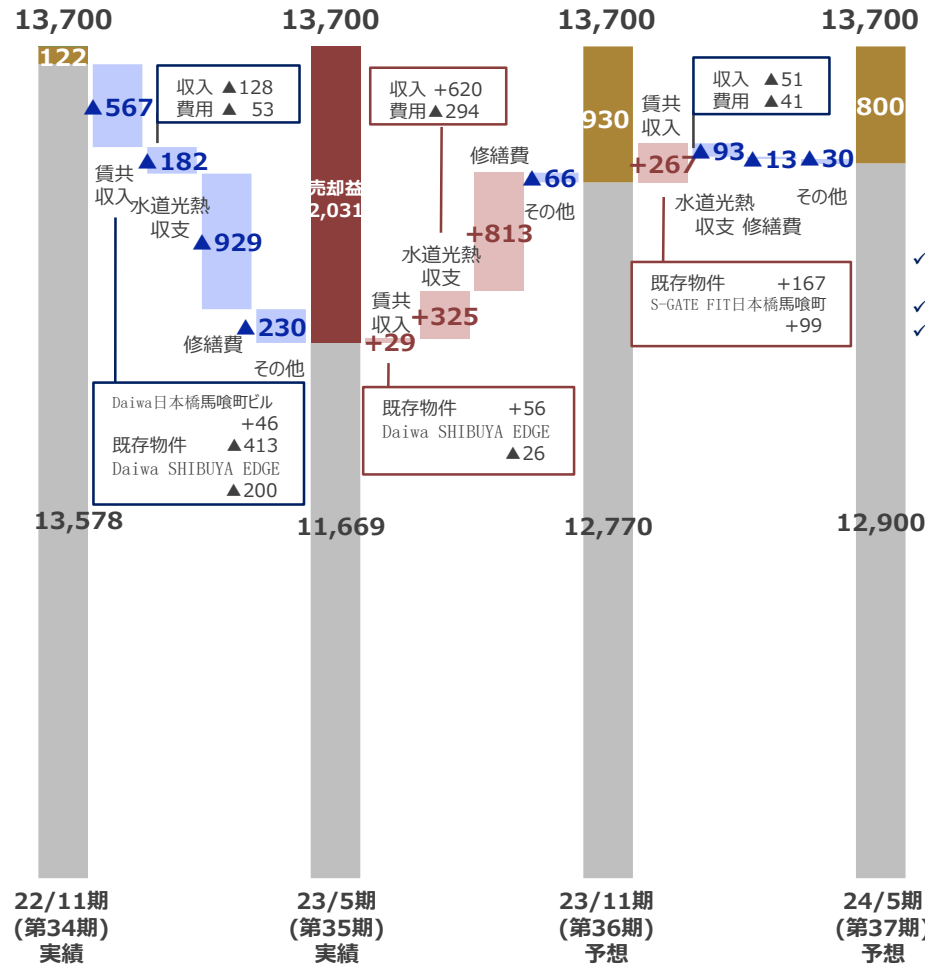 13,700
13,700
13,700
13,700
122
▲567
収入 ▲128
費用 ▲ 53
▲182
賃共
収入
水道光熱
収支
▲929
修繕費
▲230
その他
Daiwa日本橋馬喰町ビル
+46
既存物件 ▲413
Daiwa SHIBUYA EDGE
▲200
13,578
売却益
2,031
収入 +620
費用▲294
賃共
収入
+29
水道光熱
収支
+325
修繕費
+813
▲66
その他
既存物件 +56
Daiwa SHIBUYA EDGE
▲26
11,669
930
賃共
収入
+267
収入 ▲51
費用 ▲41
▲93
▲13
▲30
水道光熱
収支 修繕費
その他
既存物件 +167
S-GATE FIT日本橋馬喰町
+99
12,770
800
✓
✓
✓
12,900
22/11期
(第34期)
実績
23/5期
(第35期)
実績
23/11期
(第36期)
予想
24/5期
(第37期)
予想